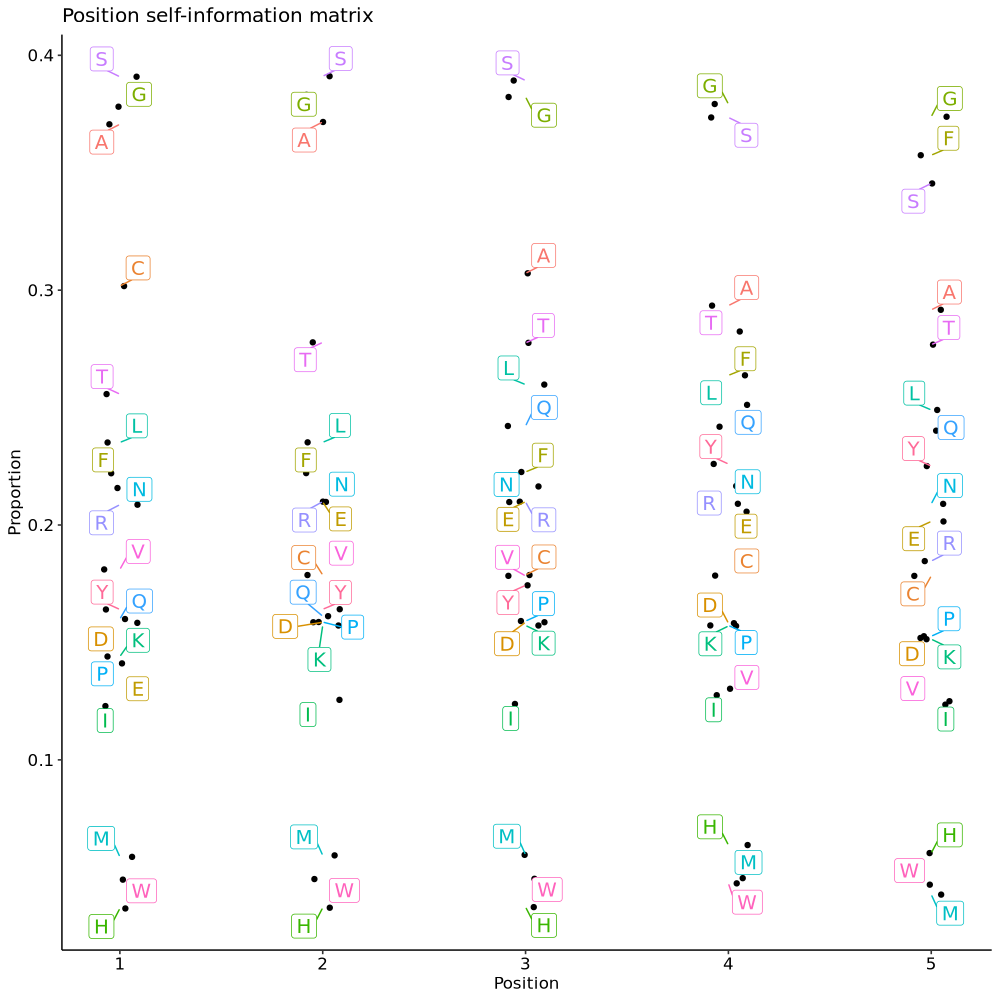 Position self-information matrix
0.4
S
S
S
G
G
G
G
G
S
F
A
A
S
C
A
A
A
T
T
T
F
T
T
L
L
L
L
Q
Q
Q
L
L
F
F
F
Y
Y
N
N
N
N
N
R
R
E
E
R
R
E
E
R
V
C
V
V
C
C
C
Y
Q
Q
Y
Y
P
D
P
D
K
D
P
D
K
K
P
D
K
P
E
K
V
V
I
I
I
I
I
M
M
M
H
H
M
W
W
W
W
W
M
H
H
H
0.3
0.2
0.1
Proportion
1
2
3
4
5
Position